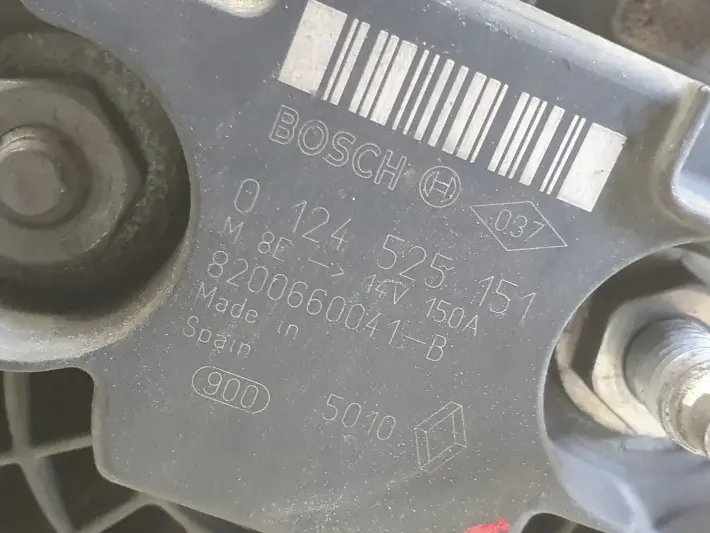 BOSCH 037
0 124 525 151
M 8E → 14V 150A
8200660041-B
Made in
Spain
900 5010